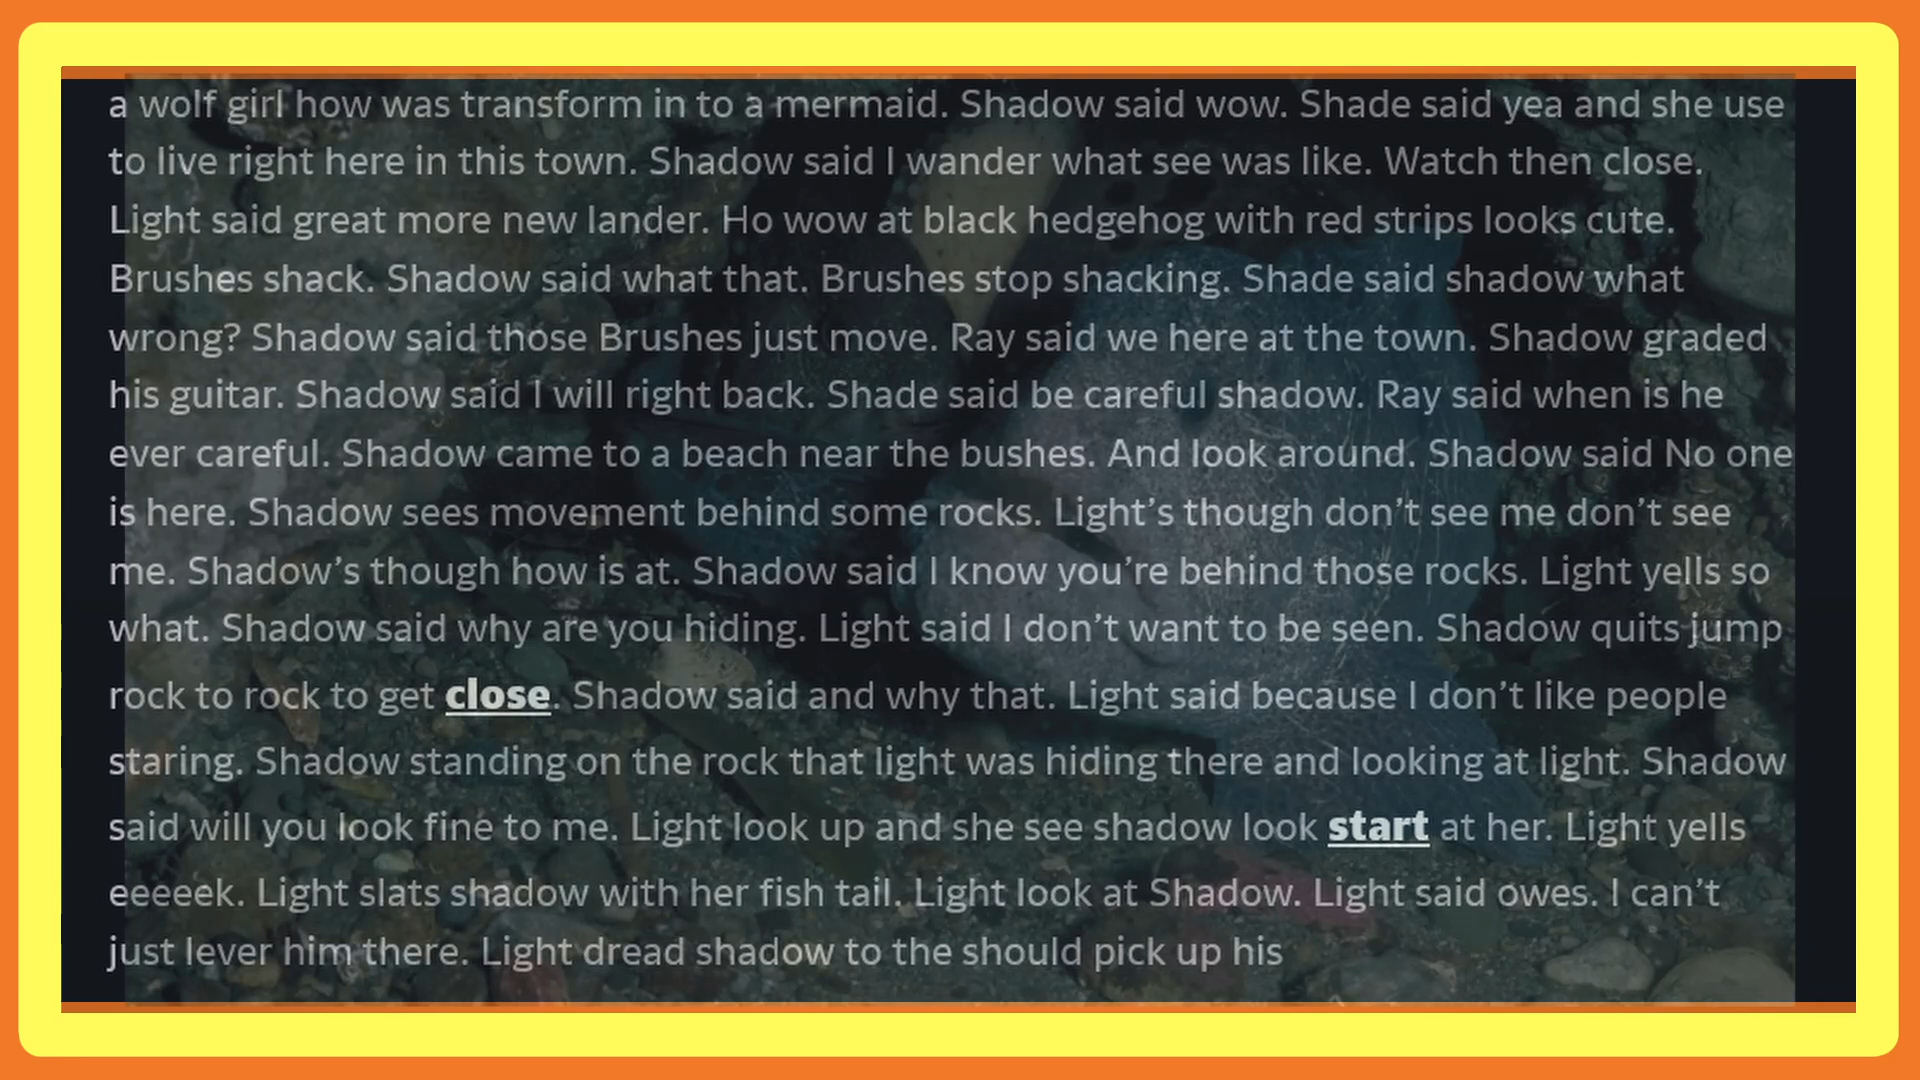 a wolf girl how was transform in to a mermaid. Shadow said wow. Shade said yea and she use
to live right here in this town. Shadow said I wander what see was like. Watch then close.
Light said great more new lander. Ho wow at black hedgehog with red strips looks cute.
Brushes shack. Shadow said what that. Brushes stop shacking. Shade said shadow what
wrong? Shadow said those Brushes just move. Ray said we here at the town. Shadow graded
his guitar. Shadow said I will right back. Shade said be careful shadow. Ray said when is he
ever careful. Shadow came to a beach near the bushes. And look around. Shadow said No one
is here. Shadow sees movement behind some rocks. Light’s though don’t see me don’t see
me. Shadow’s though how is at. Shadow said I know you’re behind those rocks. Light yells so
what. Shadow said why are you hiding. Light said I don’t want to be seen. Shadow quits jump
rock to rock to get close. Shadow said and why that. Light said because I don’t like people
staring. Shadow standing on the rock that light was hiding there and looking at light. Shadow
said will you look fine to me. Light look up and she see shadow look start at her. Light yells
eeeeek. Light slats shadow with her fish tail. Light look at Shadow. Light said owes. I can’t
just lever him there. Light dread shadow to the should pick up his